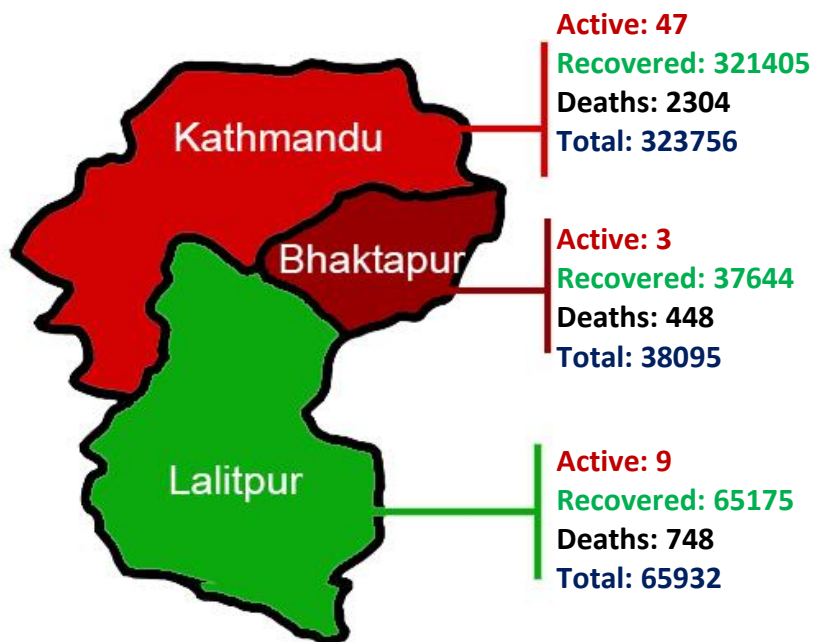 Active: 47
Recovered: 321405
Deaths: 2304
Total: 323756
Kathmandu
Active: 3
Recovered: 37644
Deaths: 448
Total: 38095
Bhaktapur
Active: 9
Recovered: 65175
Deaths: 748
Total: 65932
Lalitpur